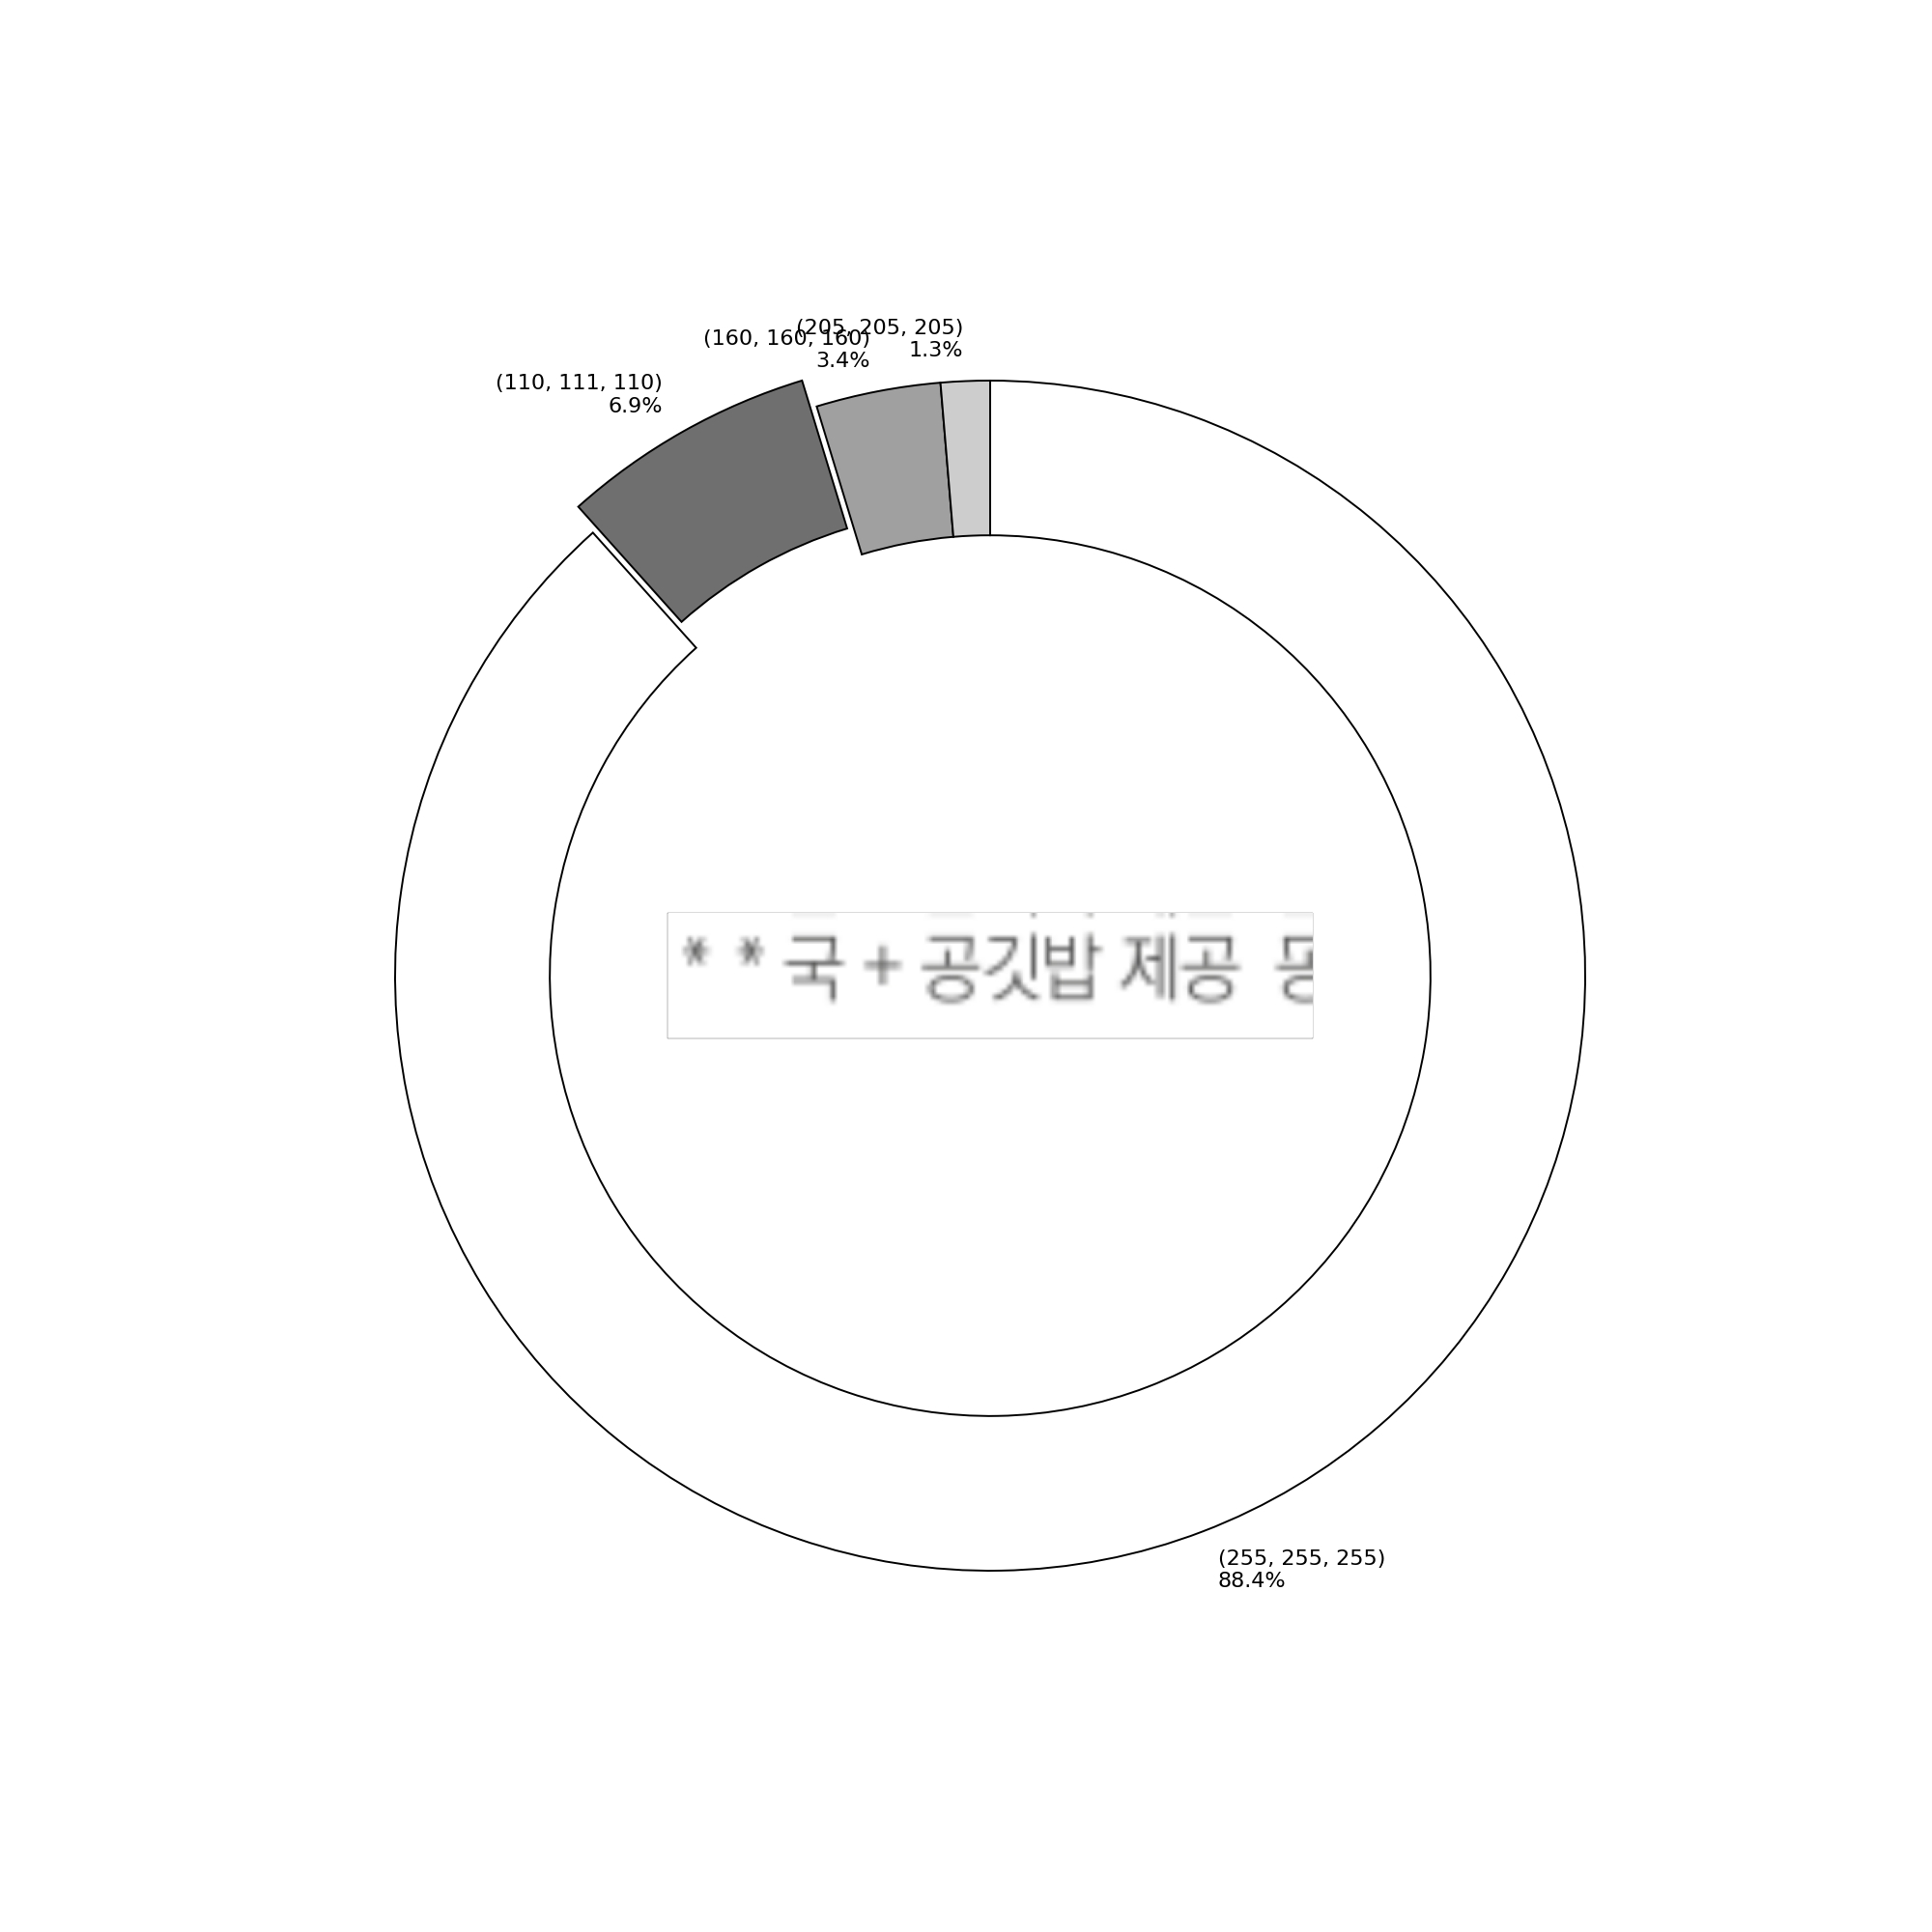 (205, 205, 205)
1.3%
(160, 160, 160)
3.4%
(110, 111, 110)
6.9%
* * 국 + 공깃밥 제공
(255, 255, 255)
88.4%